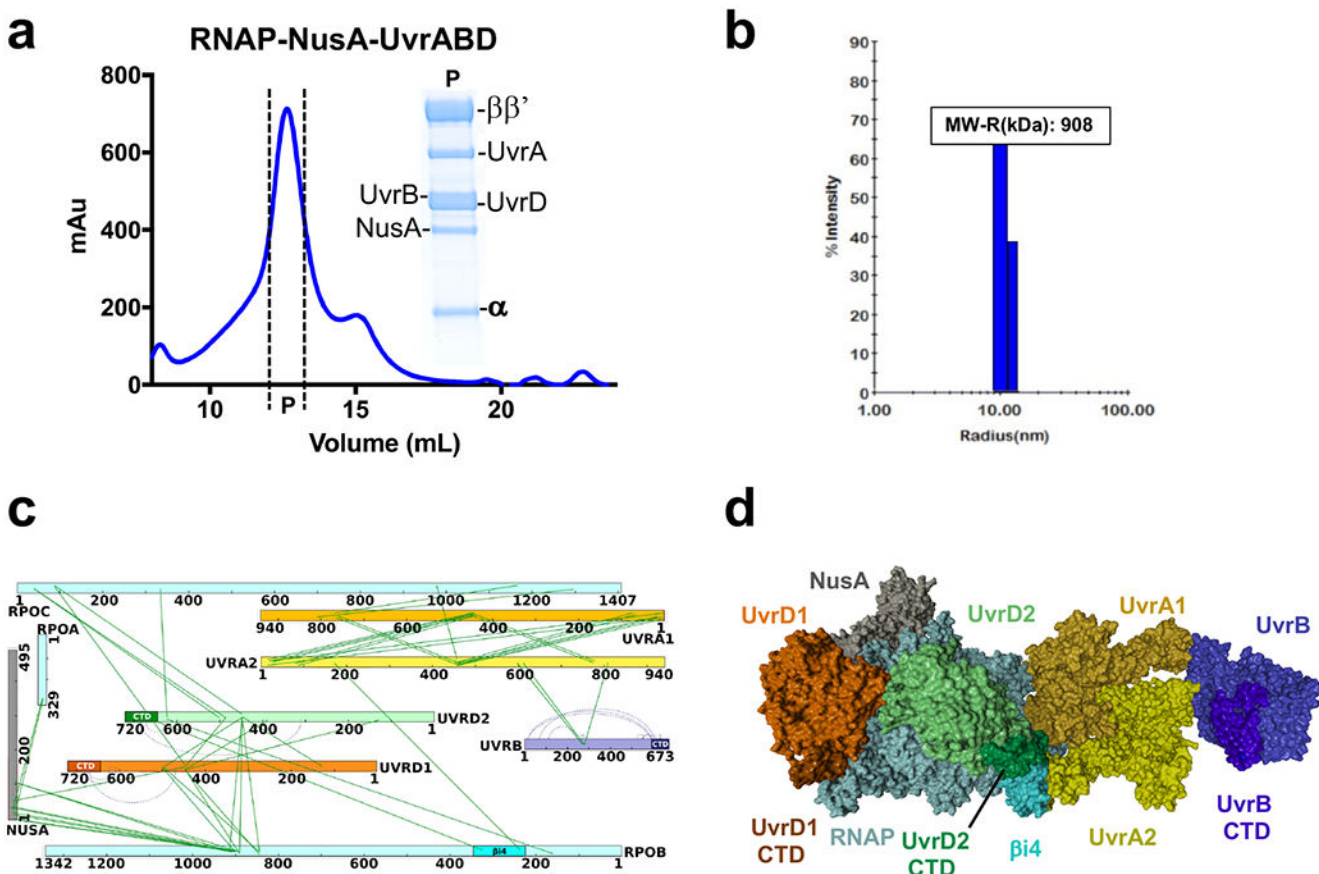 a
RNAP-NusA-UvrABD
800
600
400
200
0
mAu
10
15
20
P
Volume (mL)
P
-ββ'
-UvrA
UvrB-
-UvrD
NusA-
-α
b
90
80
70
60
50
40
30
20
10
0
% Intensity
MW-R(kDa): 908
1.00
10.00
100.00
Radius(nm)
c
1 200 400 600 800 1000 1200 1407
RPOC
940 800 600 400 200 1
UVRA1
RPOA
1
329
UVRA2
1 200 400 600 800 940
495
200
1
NUSA
CTD
UVRD2
720 600 400 200 1
CTD
UVRD1
720 600 400 200 1
UVRB
CTD
1 200 400 673
βi4
RPOB
1342 1200 1000 800 600 400 200 1
d
NusA
UvrD1
UvrD2
UvrA1
UvrB
UvrD1
CTD
RNAP
UvrD2
CTD
βi4
UvrA2
UvrB
CTD